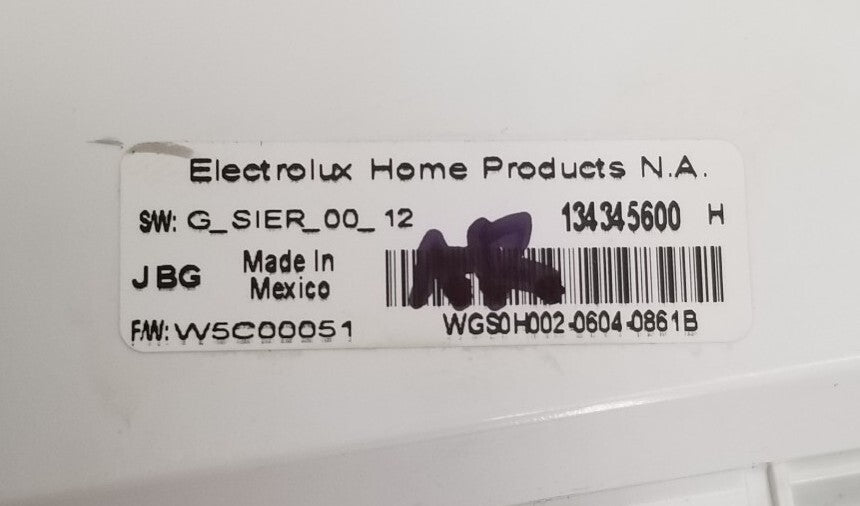 Electrolux Home Products N.A.
S/W: G_SIER_00_12 134345600 H
JBG Made In
Mexico
F/W: W5C00051 WGS0H002-0604-0861B